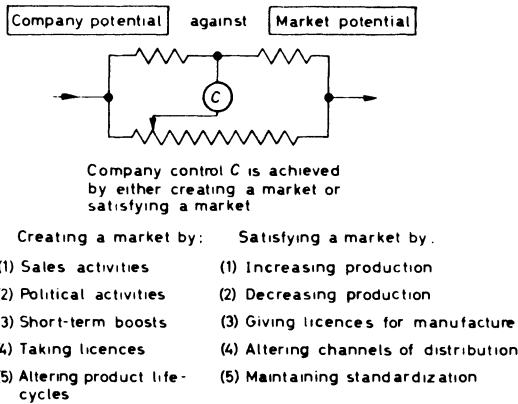 Company potential against Market potential
C
Company control C is achieved
by either creating a market or
satisfying a market
Creating a market by:
(1) Sales activities
(2) Political activities
(3) Short-term boosts
(4) Taking licences
(5) Altering product life-
cycles
Satisfying a market by.
(1) Increasing production
(2) Decreasing production
(3) Giving licences for manufacture
(4) Altering channels of distribution
(5) Maintaining standardization